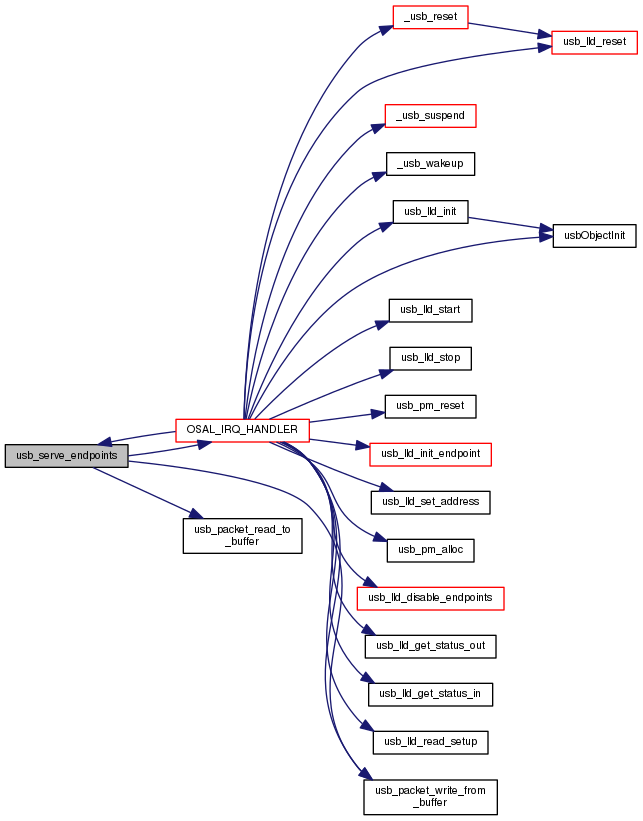 _usb_reset
usb_lld_reset
_usb_suspend
_usb_wakeup
usb_lld_init
usbObjectInit
usb_lld_start
usb_lld_stop
usb_pm_reset
OSAL_IRQ_HANDLER
usb_serve_endpoints
usb_lld_init_endpoint
usb_lld_set_address
usb_packet_read_to
_buffer
usb_pm_alloc
usb_lld_disable_endpoints
usb_lld_get_status_out
usb_lld_get_status_in
usb_lld_read_setup
usb_packet_write_from
_buffer